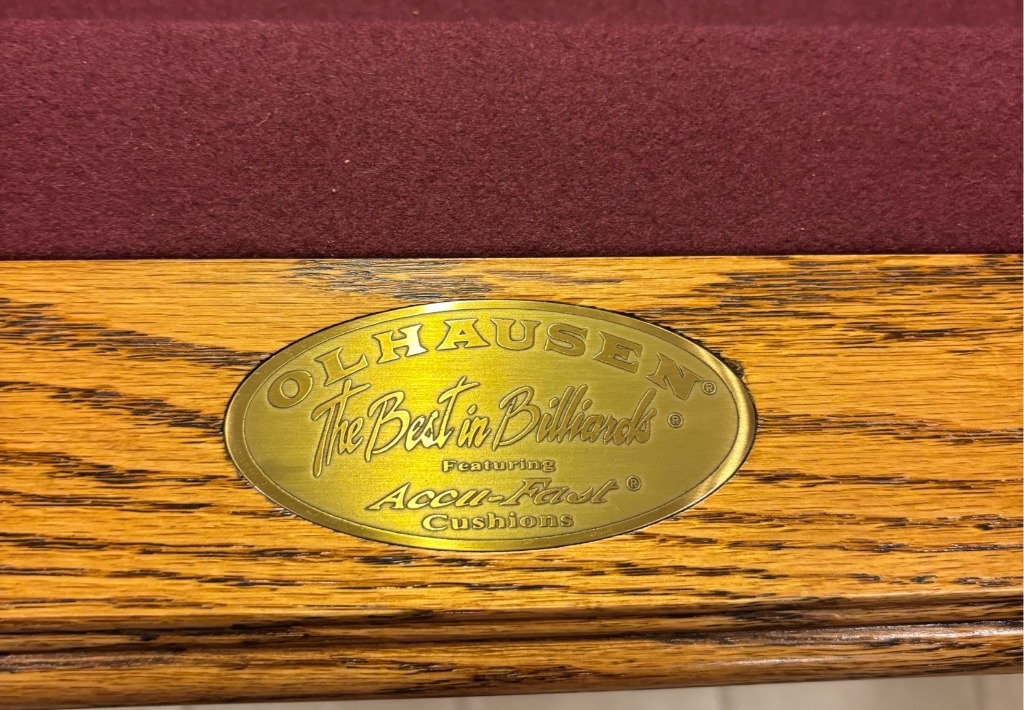 OLHAUSEN®
The Best in Billiards®
Featuring
Accu-Fast®
Cushions